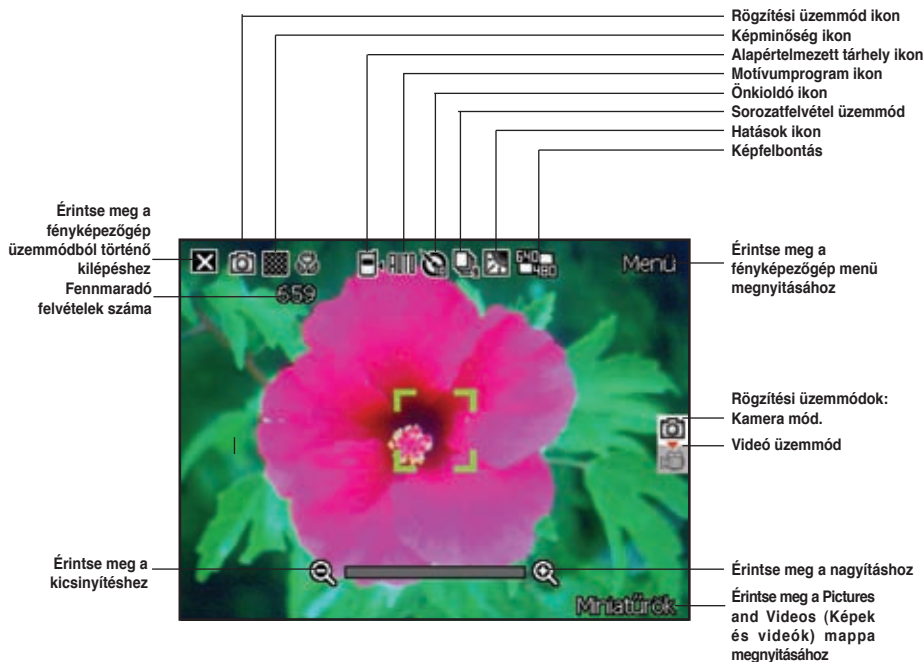 Rögzítési üzemmód ikon
Képminőség ikon
Alapértelmezett tárhely ikon
Motívumprogram ikon
Önkioldó ikon
Sorozatfelvétel üzemmód
Hatások ikon
Képfelbontás
Érintse meg a
fényképezőgép
üzemmódból történő
kilépéshez
Fennmaradó
felvételek száma
659
640
480
Menü
Érintse meg a
fényképezőgép menü
megnyitásához
Rögzítési üzemmódok:
Kamera mód.
Videó üzemmód
Érintse meg a
kicsinyítéshez
Érintse meg a nagyításhoz
Miniatűrök
Érintse meg a Pictures
and Videos (Képek
és videók) mappa
megnyitásához